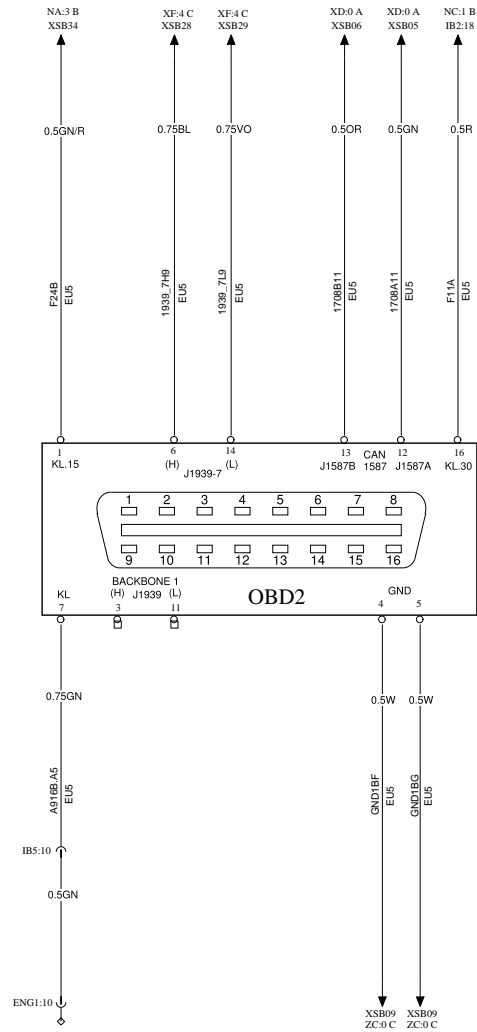 NA:3 B XF:4 C XF:4 C XD:0 A XD:0 A NC:1 B
XSB34 XSB28 XSB29 XSB06 XSB05 IB2:18
0.5GN/R 0.75BL 0.75VO 0.5OR 0.5GN 0.5R
F24B EU5 1939_7H9 EU5 1939_7L9 EU5 1708B11 EU5 1708A11 EU5 F11A EU5
1 6 14 13 CAN 12 16
KL.15 (H) J1939-7 (L) J1587B 1587 J1587A KL.30
1 2 3 4 5 6 7 8
9 10 11 12 13 14 15 16
BACKBONE 1
KL (H) J1939 (L) OBD2 GND
7 3 11 4 5
0.75GN 0.5W 0.5W
A916B.A5 EU5 GND1BF EU5 GND1BG EU5
IB5:10
0.5GN
ENG1:10
XSB09 XSB09
ZC:0 C ZC:0 C